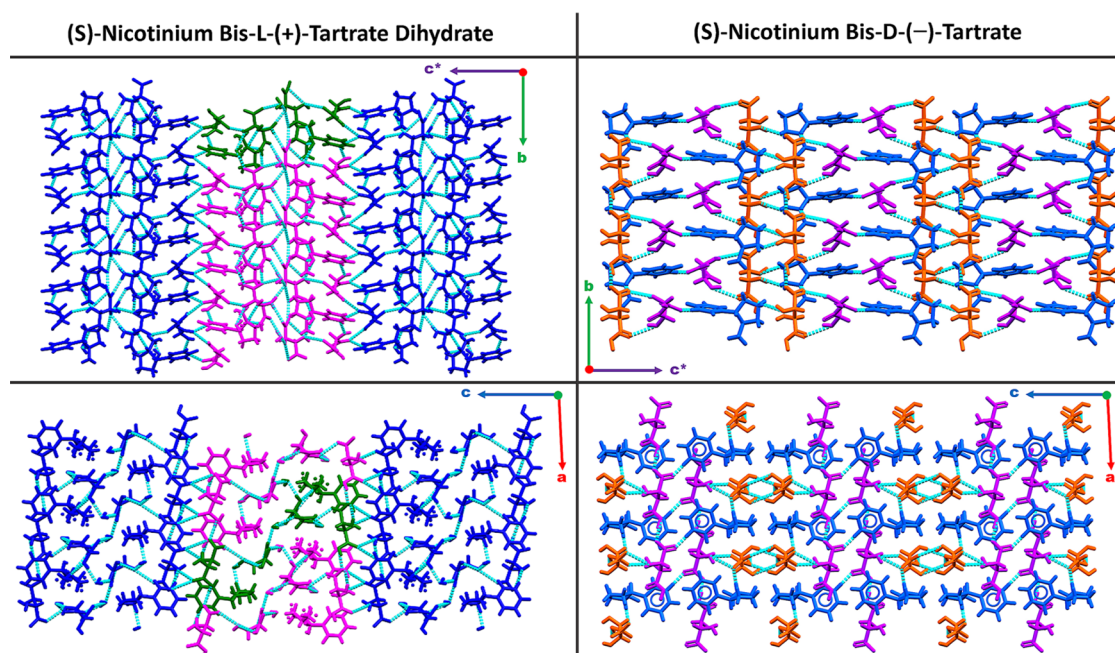 (S)-Nicotinium Bis-L-(+)-Tartrate Dihydrate
(S)-Nicotinium Bis-D-(−)-Tartrate
c*
b
b
c*
c
a
c
a